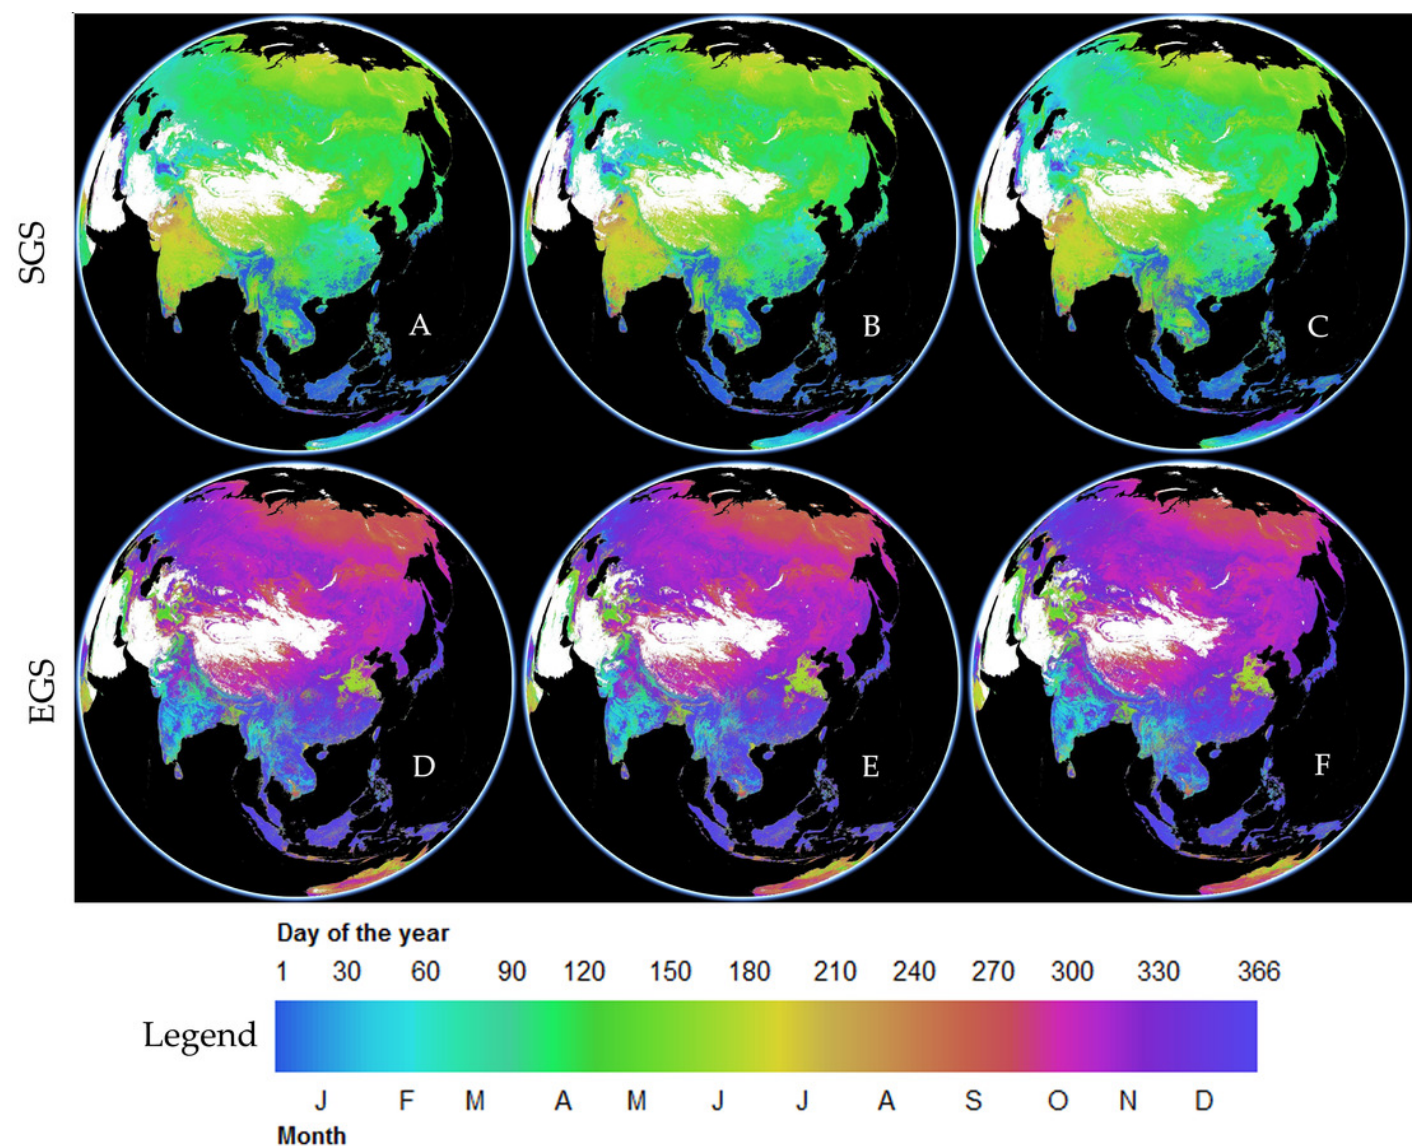 SGS
A
B
C
EGS
D
E
F
Day of the year
1 30 60 90 120 150 180 210 240 270 300 330 366
Legend
J F M A M J J A S O N D
Month